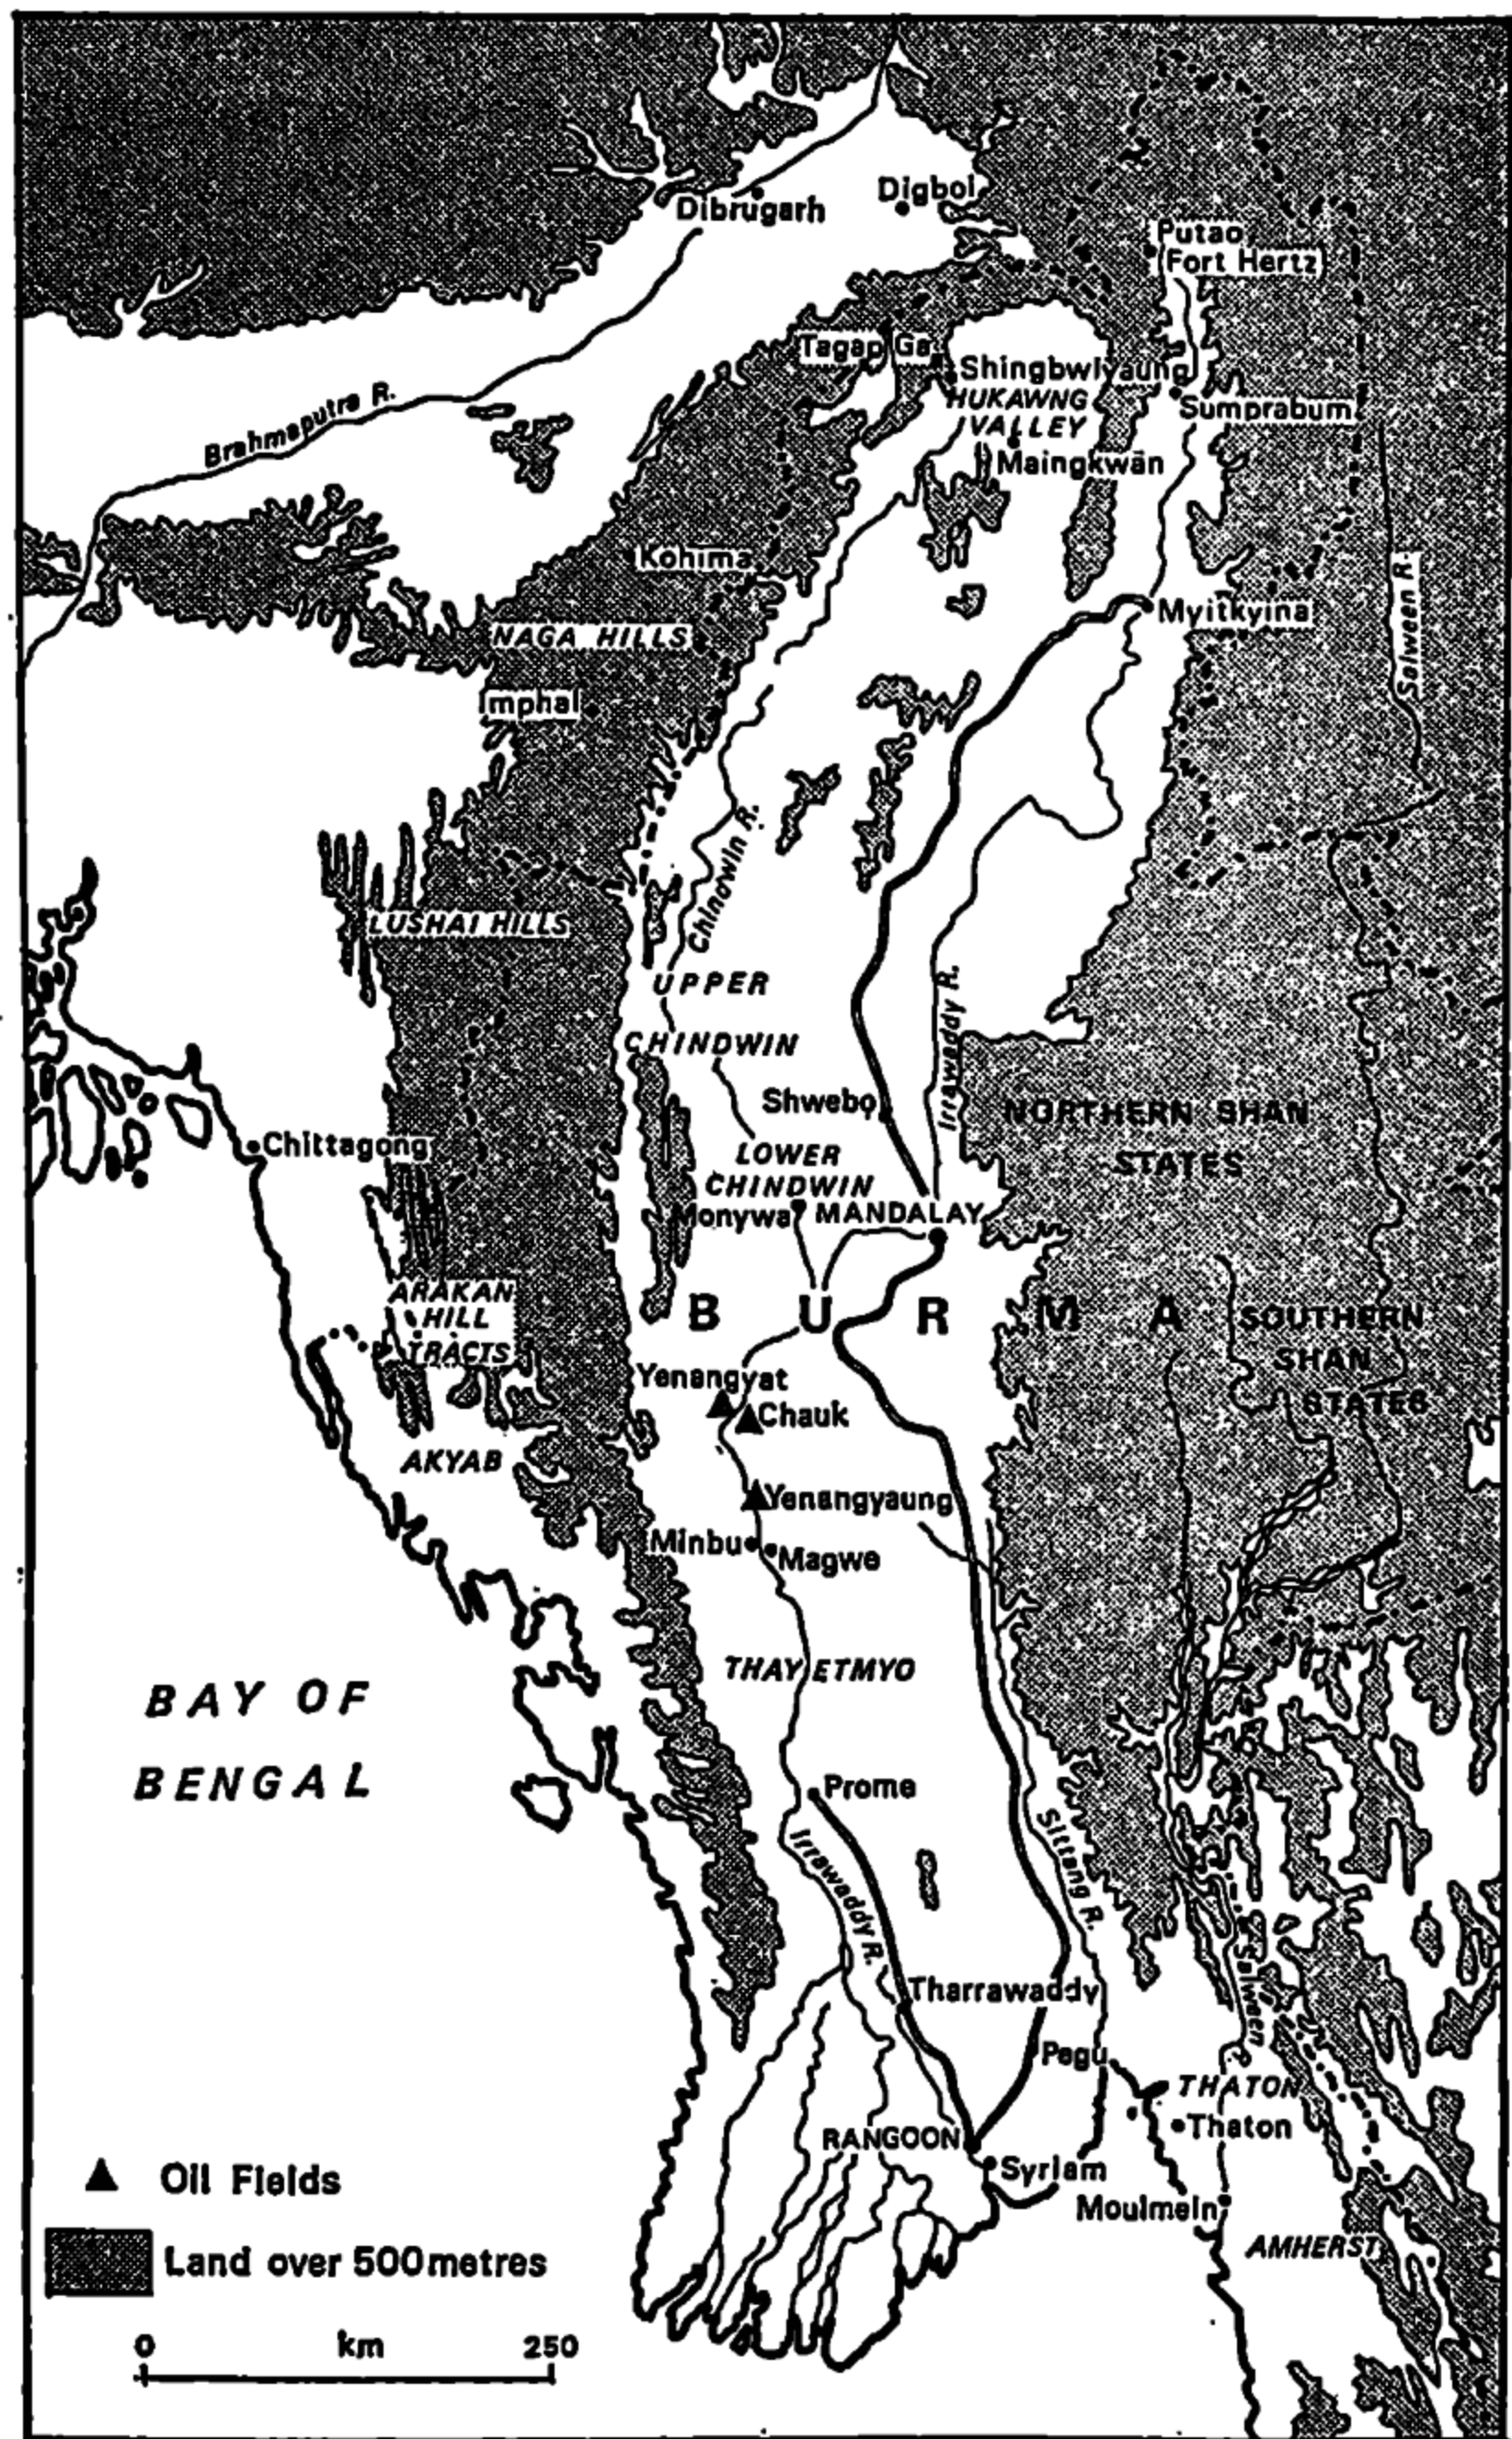 Dibrugarh
Digboi
Putao
(Fort Hertz)
Tagap Ga
Shingbwiyaung
HUKAWNG
VALLEY
Sumprabum
Brahmaputra R.
Maingkwan
Kohima
Salween R.
Myitkyina
NAGA HILLS
Imphal
Chindwin R.
LUSHAI HILLS
UPPER
CHINDWIN
Irrawaddy R.
Shwebo
NORTHERN SHAN
STATES
Chittagong
LOWER
CHINDWIN
Monywa
MANDALAY
ARAKAN
HILL
TRACTS
B U R M A
SOUTHERN
SHAN
STATES
Yenangyat
Chauk
AKYAB
Yenangyaung
Minbu
Magwe
THAYETMYO
BAY OF
BENGAL
Prome
Irrawaddy R.
Sittang R.
Salween
Tharrawaddy
Pegu
THATON
Thaton
RANGOON
Syriam
Moulmein
AMHERST
Oil Fields
Land over 500metres
0 km 250